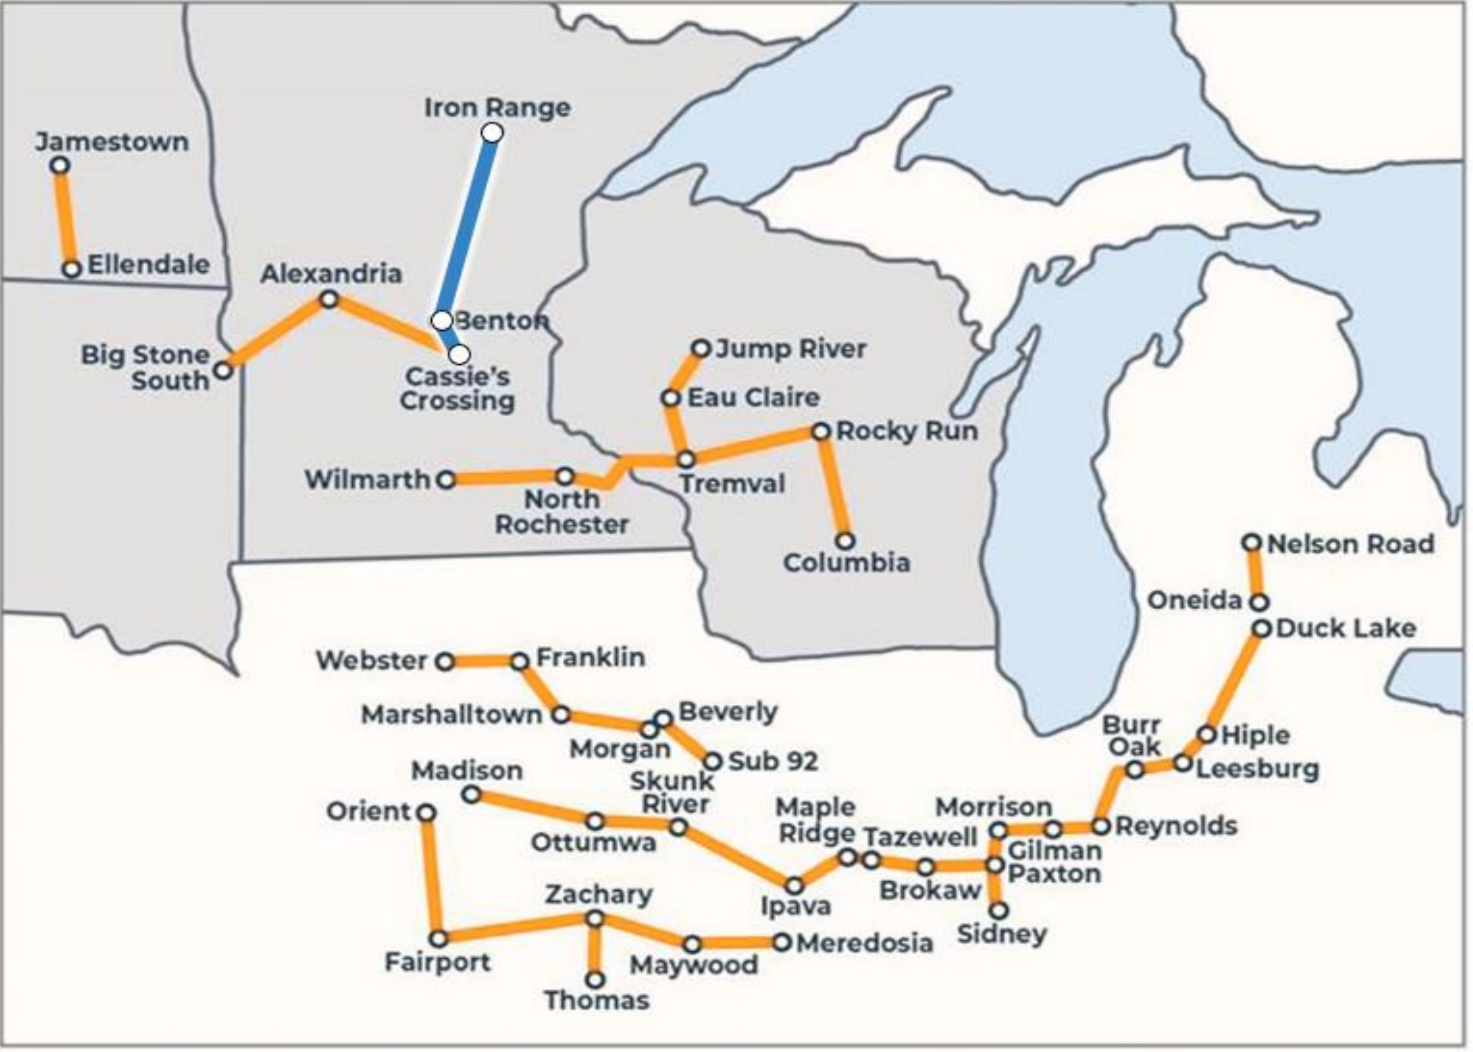 Iron Range
Jamestown
Ellendale
Alexandria
Benton
Big Stone
South
Cassie's
Crossing
Jump River
Eau Claire
Rocky Run
Wilmarth
North
Rochester
Tremval
Columbia
Nelson Road
Oneida
Duck Lake
Webster
Franklin
Marshalltown
Beverly
Morgan
Sub 92
Burr
Oak
Hiple
Leesburg
Madison
Skunk
River
Orient
Ottumwa
Maple
Ridge
Tazewell
Morrison
Reynolds
Gilman
Paxton
Brokaw
Ipava
Sidney
Zachary
Fairport
Maywood
Meredosia
Thomas